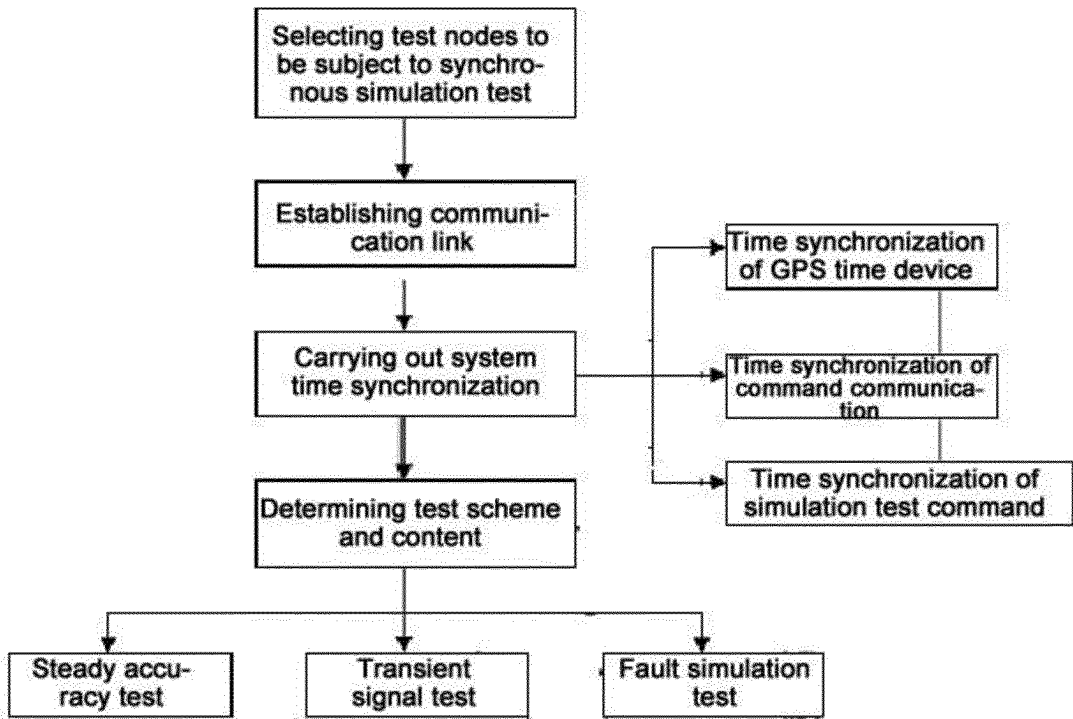 Selecting test nodes to
be subject to synchro-
nous simulation test
Establishing communi-
cation link
Carrying out system
time synchronization
Time synchronization
of GPS time device
Time synchronization of
command communica-
tion
Time synchronization of
simulation test command
Determining test scheme
and content
Steady accu-
racy test
Transient
signal test
Fault simulation
test